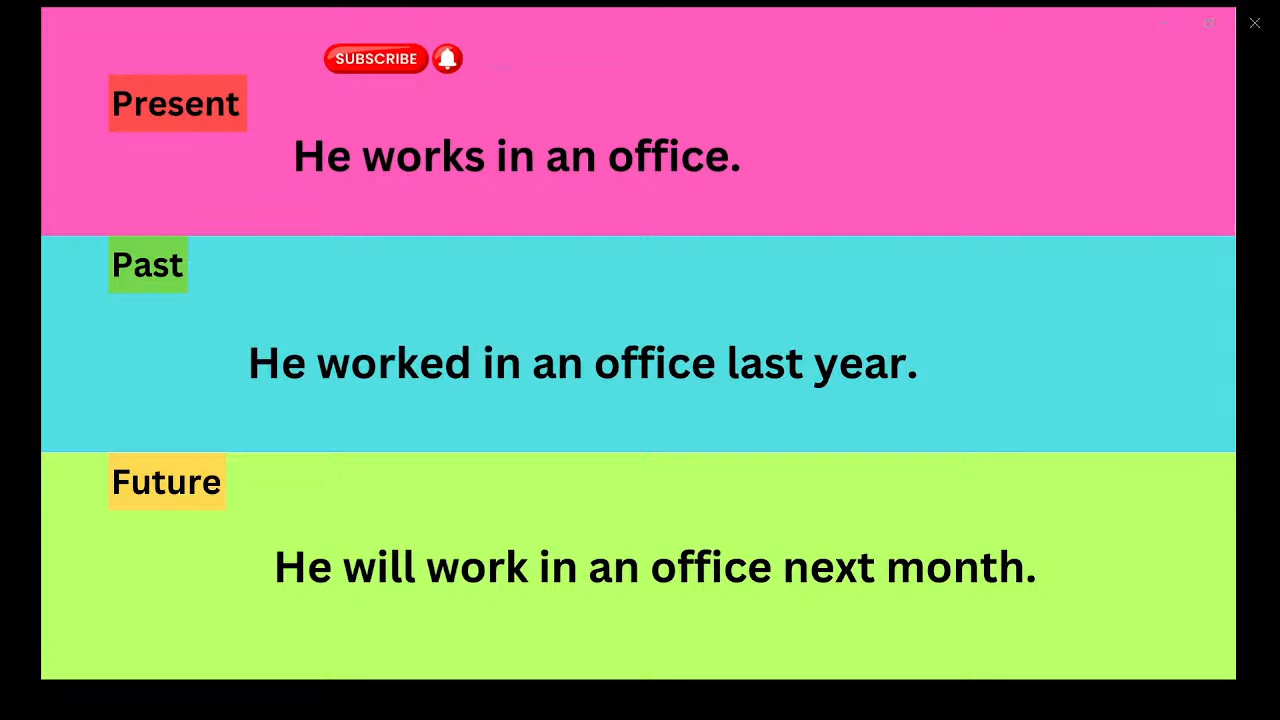 SUBSCRIBE
Present
He works in an office.
Past
He worked in an office last year.
Future
He will work in an office next month.